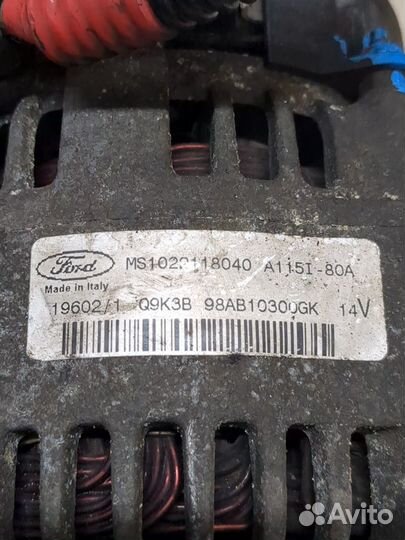 Ford MS1022118040 A115I-80A
Made in Italy
19602/1 Q9K3B 98AB10300GK 14V
Avito